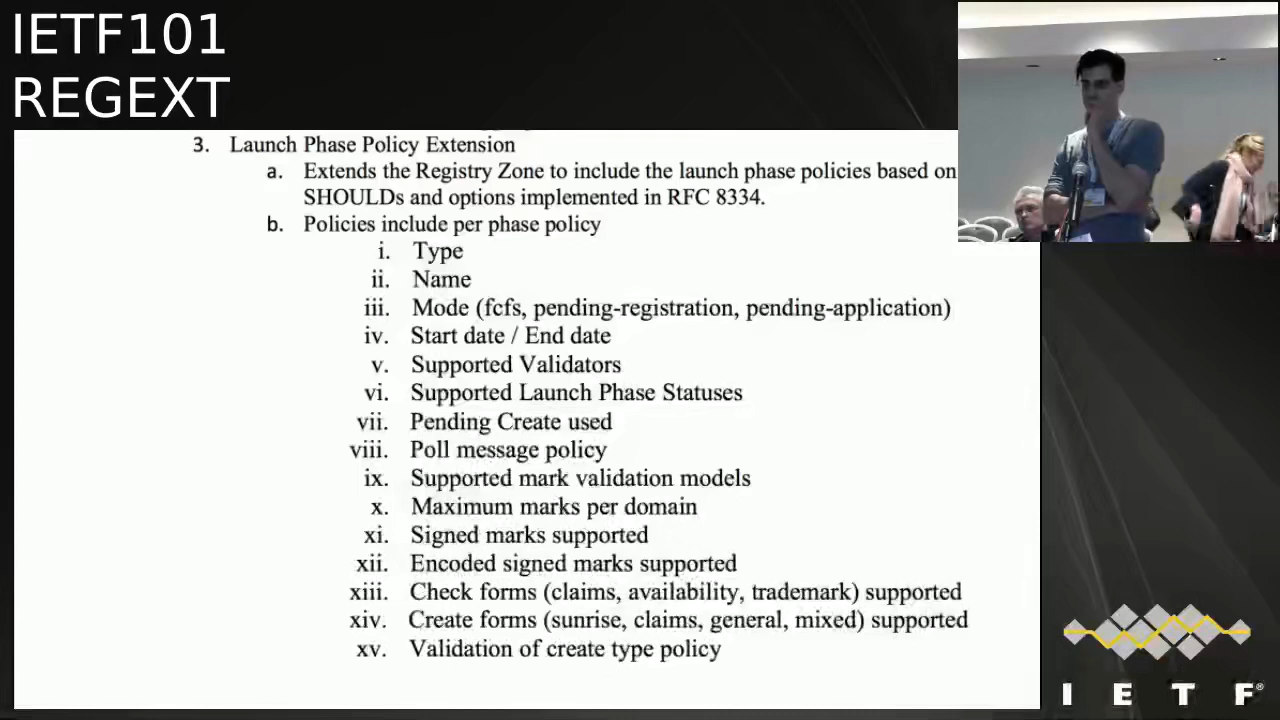 IETF101
REGEXT
3. Launch Phase Policy Extension
a. Extends the Registry Zone to include the launch phase policies based on
SHOULDs and options implemented in RFC 8334.
b. Policies include per phase policy
i. Type
ii. Name
iii. Mode (fcfs, pending-registration, pending-application)
iv. Start date / End date
v. Supported Validators
vi. Supported Launch Phase Statuses
vii. Pending Create used
viii. Poll message policy
ix. Supported mark validation models
x. Maximum marks per domain
xi. Signed marks supported
xii. Encoded signed marks supported
xiii. Check forms (claims, availability, trademark) supported
xiv. Create forms (sunrise, claims, general, mixed) supported
xv. Validation of create type policy
I E T F®